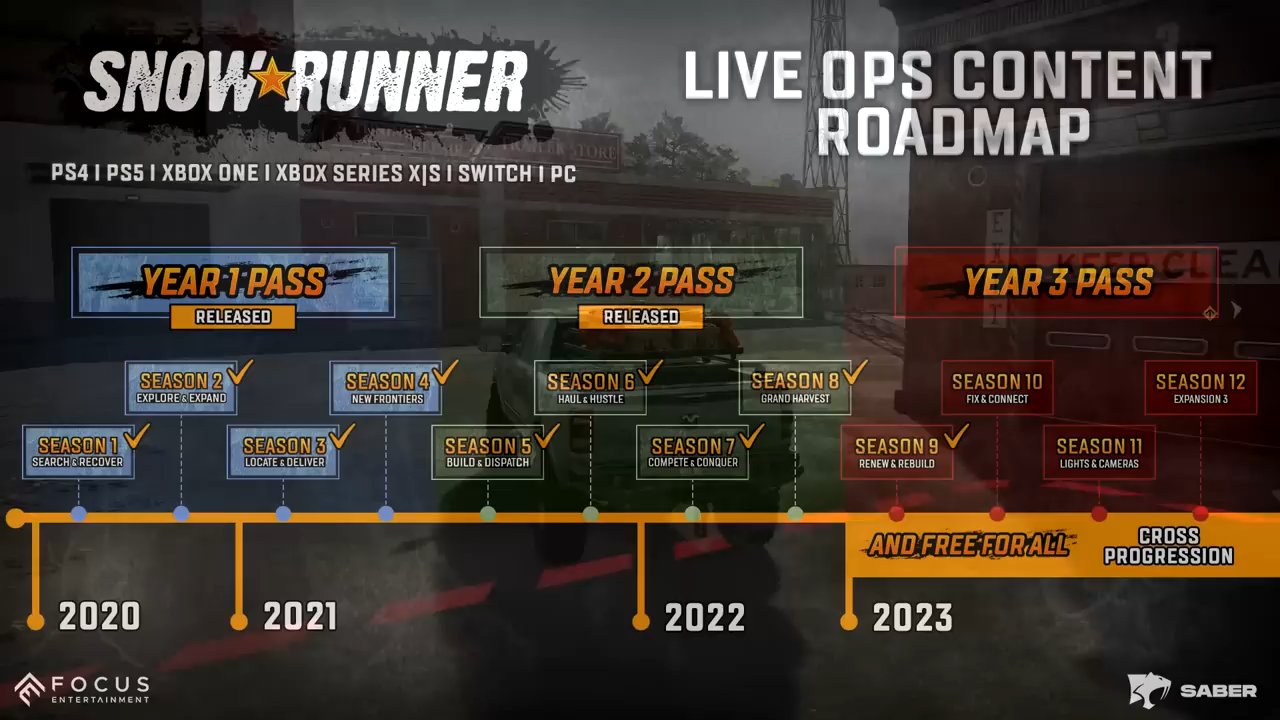 SNOWRUNNER
LIVE OPS CONTENT
ROADMAP
PS4 | PS5 | XBOX ONE | XBOX SERIES X|S | SWITCH | PC
YEAR 1 PASS
RELEASED
YEAR 2 PASS
RELEASED
YEAR 3 PASS
EXIT
KEEP CLEA
STORE
SEASON 2
EXPLORE & EXPAND
SEASON 4
NEW FRONTIERS
SEASON 6
HAUL & HUSTLE
SEASON 8
GRAND HARVEST
SEASON 10
FIX & CONNECT
SEASON 12
EXPANSION 3
SEASON 1
SEARCH & RECOVER
SEASON 3
LOCATE & DELIVER
SEASON 5
BUILD & DISPATCH
SEASON 7
COMPETE & CONQUER
SEASON 9
RENEW & REBUILD
SEASON 11
LIGHTS & CAMERAS
AND FREE FOR ALL
CROSS
PROGRESSION
2020
2021
2022
2023
FOCUS
ENTERTAINMENT
SABER